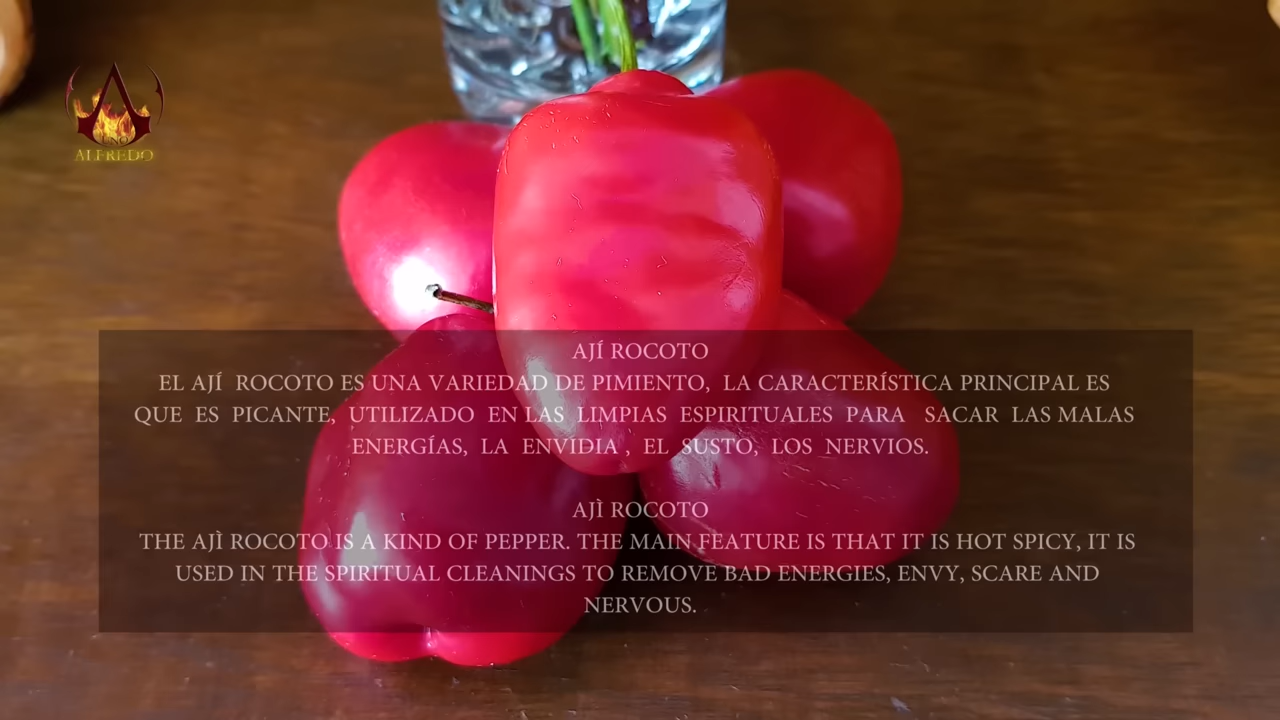 UNO
ALFREDO
AJÍ ROCOTO
EL AJÍ ROCOTO ES UNA VARIEDAD DE PIMIENTO, LA CARACTERÍSTICA PRINCIPAL ES
QUE ES PICANTE, UTILIZADO EN LAS LIMPIAS ESPIRITUALES PARA SACAR LAS MALAS
ENERGÍAS, LA ENVÍDIA , EL SUSTO, LOS NERVIOS.
AJÌ ROCOTO
THE AJÌ ROCOTO IS A KIND OF PEPPER. THE MAIN FEATURE IS THAT IT IS HOT SPICY, IT IS
USED IN THE SPIRITUAL CLEANINGS TO REMOVE BAD ENERGIES, ENVY, SCARE AND
NERVOUS.